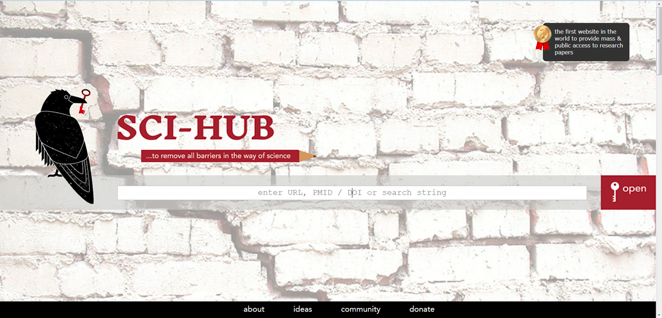 the first website in the
world to provide mass &
public access to research
papers
SCI-HUB
...to remove all barriers in the way of science
enter URL, PMID / DOI or search string
open
about ideas community donate